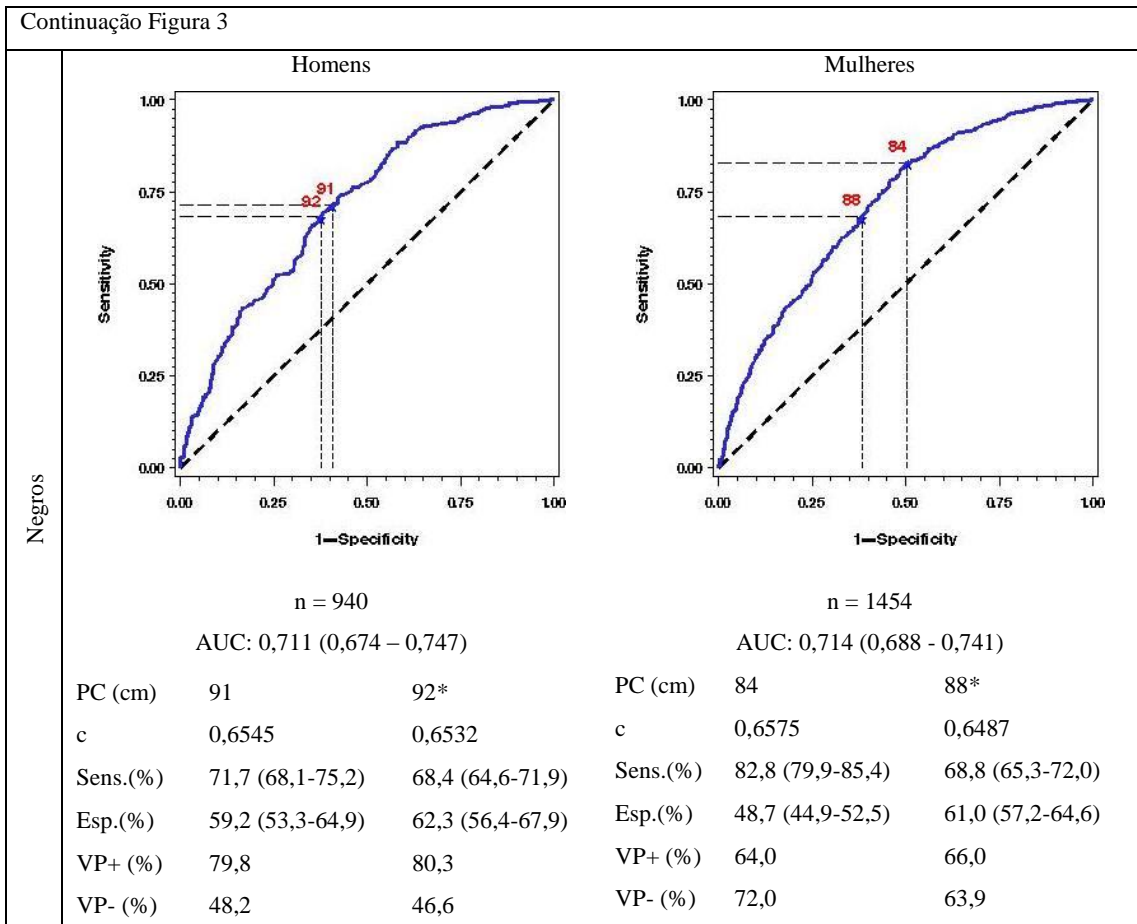 Continuação Figura 3
Negros
Homens
1.00
0.75
0.50
0.25
0.00
Sensitivity
91
92
0.00 0.25 0.50 0.75 1.00
1-Specificity
n = 940
AUC: 0,711 (0,674 – 0,747)
PC (cm) 91 92*
c 0,6545 0,6532
Sens.(%) 71,7 (68,1-75,2) 68,4 (64,6-71,9)
Esp.(%) 59,2 (53,3-64,9) 62,3 (56,4-67,9)
VP+ (%) 79,8 80,3
VP- (%) 48,2 46,6
Mulheres
1.00
0.75
0.50
0.25
0.00
Sensitivity
84
88
0.00 0.25 0.50 0.75 1.00
1-Specificity
n = 1454
AUC: 0,714 (0,688 - 0,741)
PC (cm) 84 88*
c 0,6575 0,6487
Sens.(%) 82,8 (79,9-85,4) 68,8 (65,3-72,0)
Esp.(%) 48,7 (44,9-52,5) 61,0 (57,2-64,6)
VP+ (%) 64,0 66,0
VP- (%) 72,0 63,9